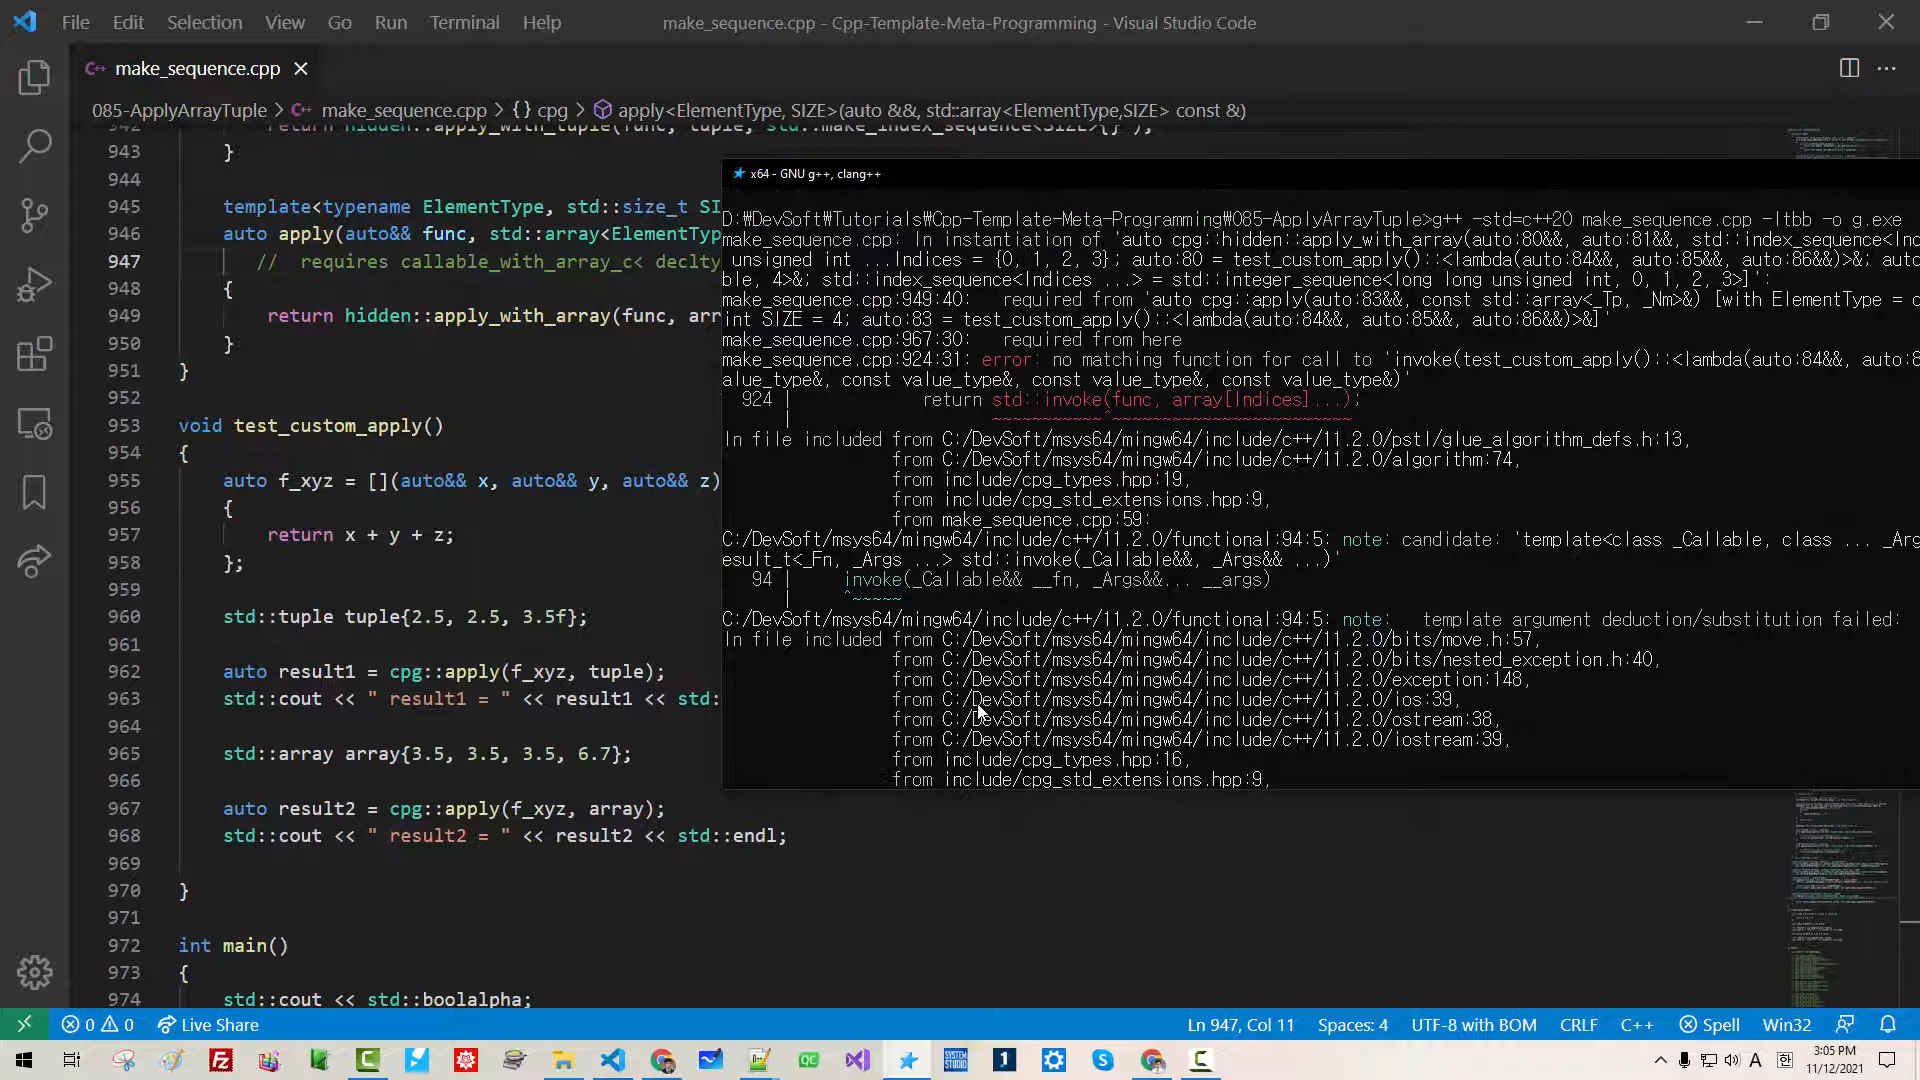 File Edit Selection View Go Run Terminal Help
make_sequence.cpp - Cpp-Template-Meta-Programming - Visual Studio Code
make_sequence.cpp
085-ApplyArrayTuple > make_sequence.cpp > {} cpg > apply<ElementType, SIZE>(auto &&, std::array<ElementType,SIZE> const &)
942 return hidden::apply_with_tuple(func, tuple, std::make_index_sequence<SIZE>{} );
943 }
944
945 template<typename ElementType, std::size_t SI
946 auto apply(auto&& func, std::array<ElementTyp
947 // requires callable_with_array_c< declty
948 {
949 return hidden::apply_with_array(func, arr
950 }
951 }
952
953 void test_custom_apply()
954 {
955 auto f_xyz = [](auto&& x, auto&& y, auto&& z)
956 {
957 return x + y + z;
958 };
959
960 std::tuple tuple{2.5, 2.5, 3.5f};
961
962 auto result1 = cpg::apply(f_xyz, tuple);
963 std::cout << " result1 = " << result1 << std:
964
965 std::array array{3.5, 3.5, 3.5, 6.7};
966
967 auto result2 = cpg::apply(f_xyz, array);
968 std::cout << " result2 = " << result2 << std::endl;
969
970 }
971
972 int main()
973 {
974 std::cout << std::boolalpha;
x64 - GNU g++, clang++
D:₩DevSoft₩Tutorials₩Cpp-Template-Meta-Programming₩085-ApplyArrayTuple>g++ -std=c++20 make_sequence.cpp -ltbb -o g.exe
make_sequence.cpp: In instantiation of 'auto cpg::hidden::apply_with_array(auto:80&&, auto:81&&, std::index_sequence<Ind
unsigned int ...Indices = {0, 1, 2, 3}; auto:80 = test_custom_apply()::<lambda(auto:84&&, auto:85&&, auto:86&&)>&; auto
ble, 4>&; std::index_sequence<Indices ...> = std::integer_sequence<long long unsigned int, 0, 1, 2, 3>]':
make_sequence.cpp:949:40: required from 'auto cpg::apply(auto:83&&, const std::array<_Tp, _Nm>&) [with ElementType = d
int SIZE = 4; auto:83 = test_custom_apply()::<lambda(auto:84&&, auto:85&&, auto:86&&)>&]'
make_sequence.cpp:967:30: required from here
make_sequence.cpp:924:31: error: no matching function for call to 'invoke(test_custom_apply()::<lambda(auto:84&&, auto:8
alue_type&, const value_type&, const value_type&, const value_type&)'
924 | return std::invoke(func, array[Indices]...);
| ~~~~~~~~~~~^~~~~~~~~~~~~~~~~~~~~~~~
In file included from C:/DevSoft/msys64/mingw64/include/c++/11.2.0/pstl/glue_algorithm_defs.h:13,
from C:/DevSoft/msys64/mingw64/include/c++/11.2.0/algorithm:74,
from include/cpg_types.hpp:19,
from include/cpg_std_extensions.hpp:9,
from make_sequence.cpp:59:
C:/DevSoft/msys64/mingw64/include/c++/11.2.0/functional:94:5: note: candidate: 'template<class _Callable, class ... _Arg
esult_t<_Fn, _Args ...> std::invoke(_Callable&&, _Args&& ...)'
94 | invoke(_Callable&& __fn, _Args&&... __args)
| ^~~~~~
C:/DevSoft/msys64/mingw64/include/c++/11.2.0/functional:94:5: note: template argument deduction/substitution failed:
In file included from C:/DevSoft/msys64/mingw64/include/c++/11.2.0/bits/move.h:57,
from C:/DevSoft/msys64/mingw64/include/c++/11.2.0/bits/nested_exception.h:40,
from C:/DevSoft/msys64/mingw64/include/c++/11.2.0/exception:148,
from C:/DevSoft/msys64/mingw64/include/c++/11.2.0/ios:39,
from C:/DevSoft/msys64/mingw64/include/c++/11.2.0/ostream:38,
from C:/DevSoft/msys64/mingw64/include/c++/11.2.0/iostream:39,
from include/cpg_types.hpp:16,
from include/cpg_std_extensions.hpp:9,
0 0 Live Share Ln 947, Col 11 Spaces: 4 UTF-8 with BOM CRLF C++ Spell Win32
A 한 3:05 PM
11/12/2021